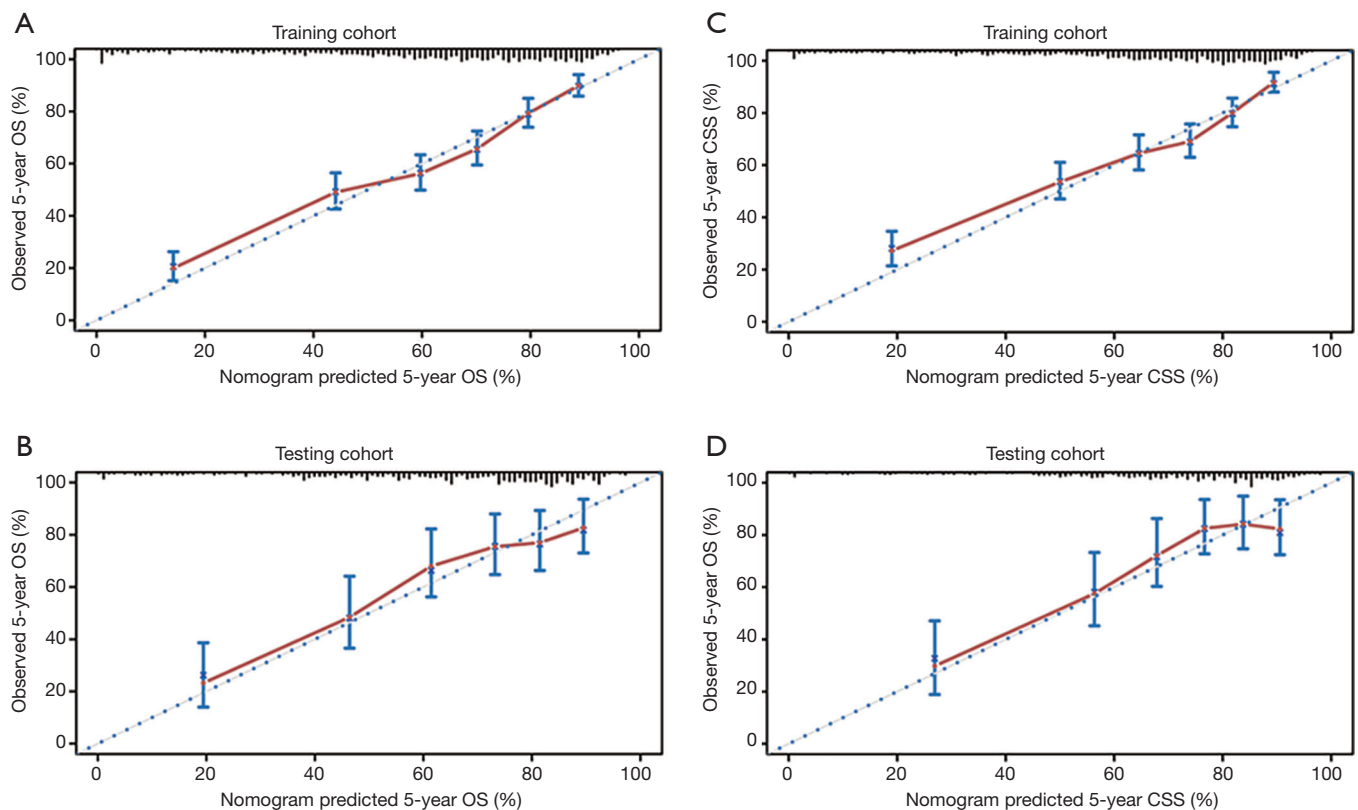 A
Training cohort
Observed 5-year OS (%)
100
80
60
40
20
0
0 20 40 60 80 100
Nomogram predicted 5-year OS (%)
C
Training cohort
Observed 5-year CSS (%)
100
80
60
40
20
0
0 20 40 60 80 100
Nomogram predicted 5-year CSS (%)
B
Testing cohort
Observed 5-year OS (%)
100
80
60
40
20
0
0 20 40 60 80 100
Nomogram predicted 5-year OS (%)
D
Testing cohort
Observed 5-year OS (%)
100
80
60
40
20
0
0 20 40 60 80 100
Nomogram predicted 5-year CSS (%)